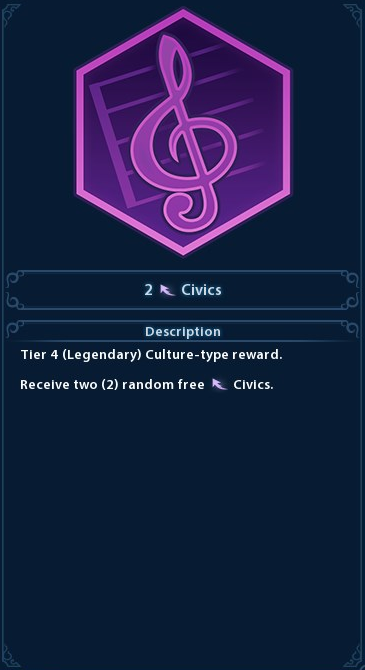 2 Civics
Description
Tier 4 (Legendary) Culture-type reward.
Receive two (2) random free Civics.